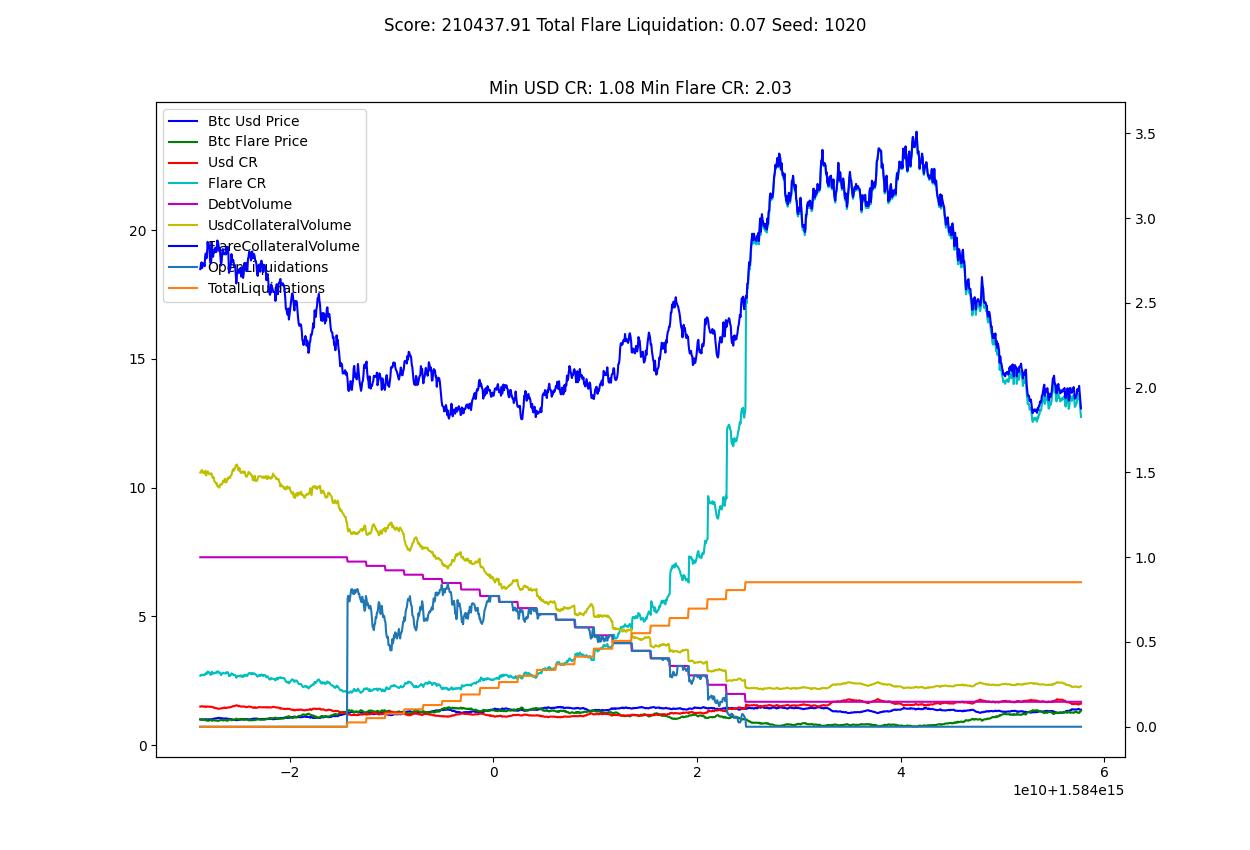 Score: 210437.91 Total Flare Liquidation: 0.07 Seed: 1020
Min USD CR: 1.08 Min Flare CR: 2.03
Btc Usd Price
Btc Flare Price
Usd CR
Flare CR
DebtVolume
UsdCollateralVolume
FlareCollateralVolume
OpenLiquidations
TotalLiquidations
20
15
10
5
0
3.5
3.0
2.5
2.0
1.5
1.0
0.5
0.0
−2 0 2 4 6
1e10+1.584e15